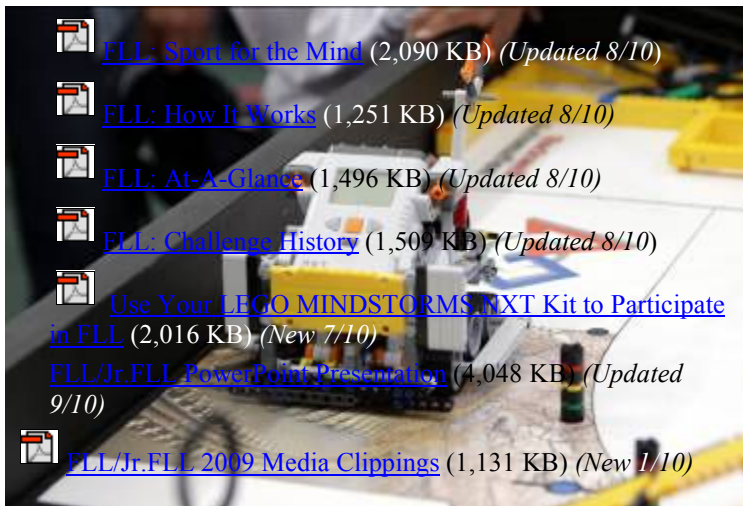 FLL: Sport for the Mind (2,090 KB) (Updated 8/10)
FLL: How It Works (1,251 KB) (Updated 8/10)
FLL: At-A-Glance (1,496 KB) (Updated 8/10)
FLL: Challenge History (1,509 KB) (Updated 8/10)
Use Your LEGO MINDSTORMS NXT Kit to Participate
in FLL (2,016 KB) (New 7/10)
FLL/Jr.FLL PowerPoint Presentation (4,048 KB) (Updated
9/10)
FLL/Jr.FLL 2009 Media Clippings (1,131 KB) (New 1/10)